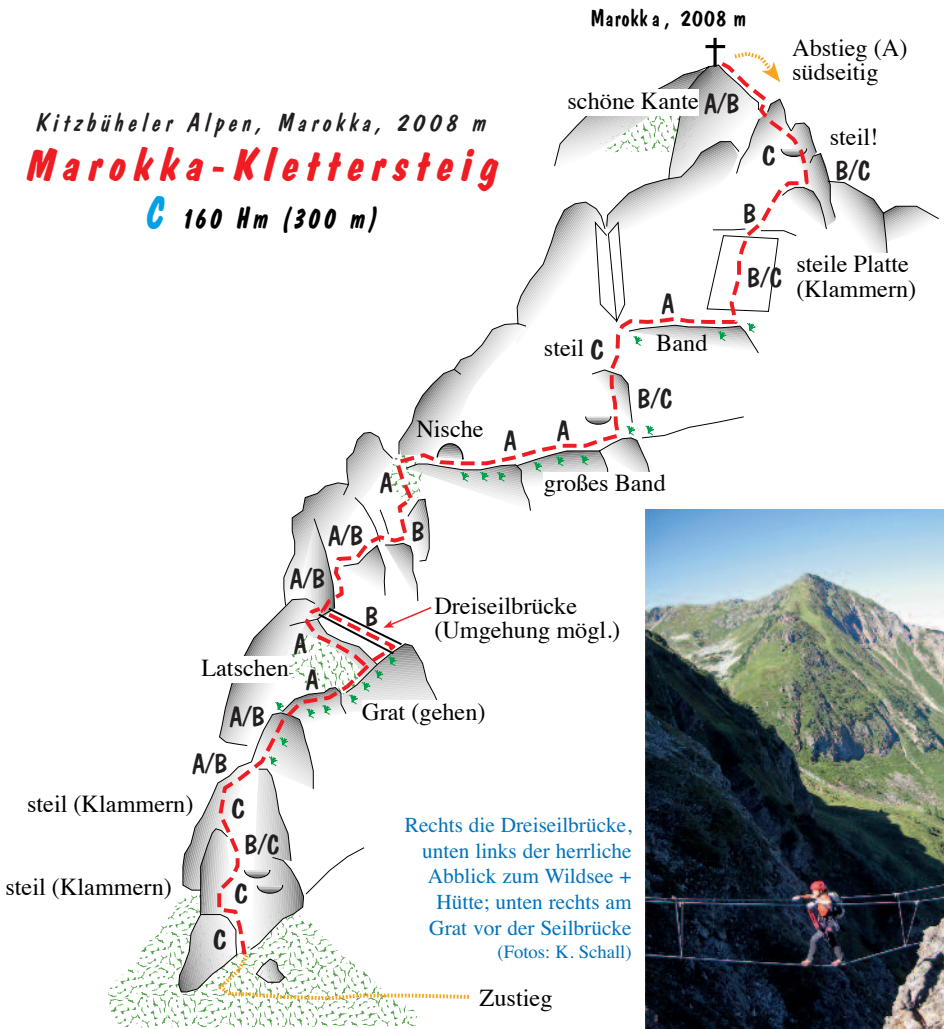 Marokka, 2008 m
Abstieg (A)
südseitig
schöne Kante
A/B
Kitzbüheler Alpen, Marokka, 2008 m
Marokka-Klettersteig
C 160 Hm (300 m)
steil!
C
B/C
B
steile Platte
(Klammern)
B/C
A
Band
steil C
B/C
Nische
A
A
großes Band
A
A/B
B
A/B
B
Dreiseilbrücke
(Umgehung mögl.)
A
Latschen
A
Grat (gehen)
A/B
A/B
steil (Klammern)
C
B/C
steil (Klammern)
C
C
Rechts die Dreiseilbrücke,
unten links der herrliche
Abblick zum Wildsee +
Hütte; unten rechts am
Grat vor der Seilbrücke
(Fotos: K. Schall)
Zustieg